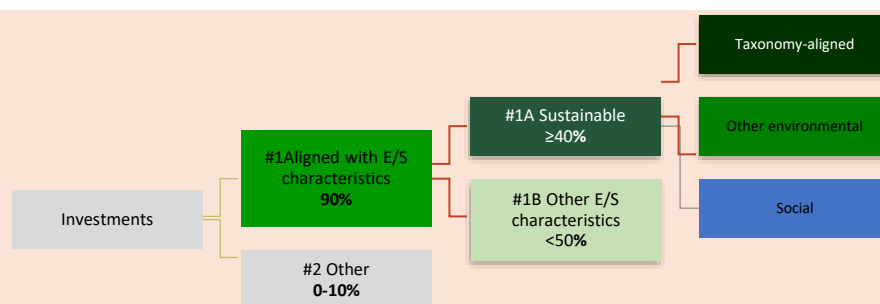 Investments
#1Aligned with E/S
characteristics
90%
#2 Other
0-10%
#1A Sustainable
≥40%
#1B Other E/S
characteristics
<50%
Taxonomy-aligned
Other environmental
Social